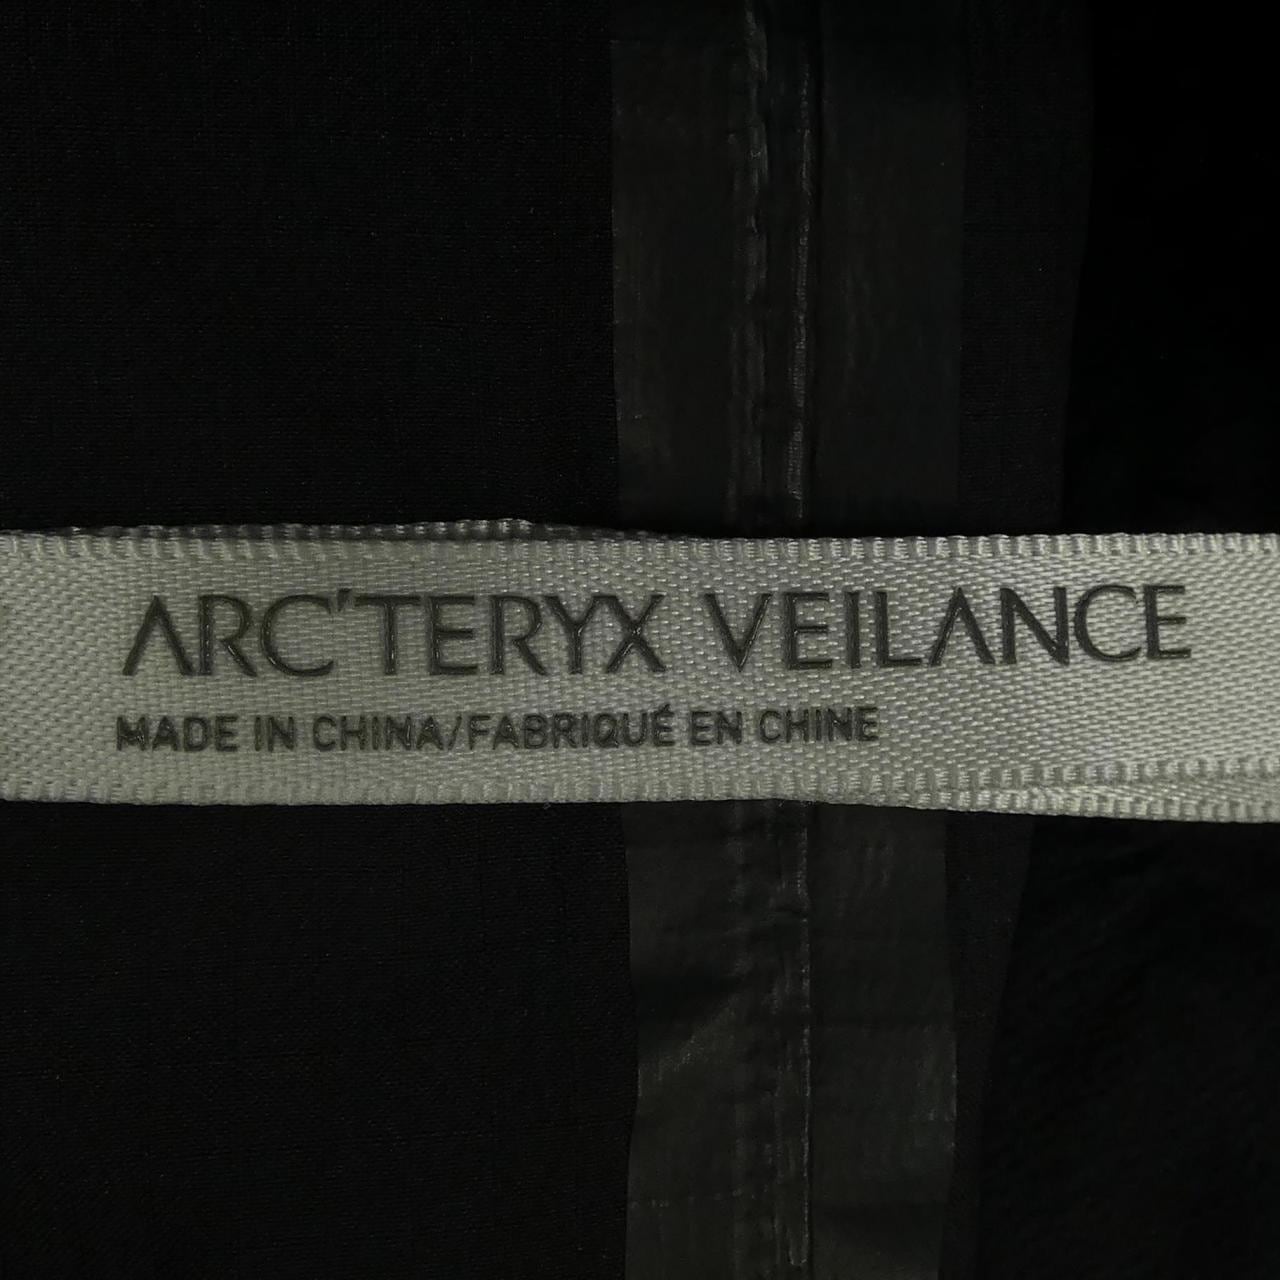 ARC'TERYX VEILANCE
MADE IN CHINA/FABRIQUÉ EN CHINE